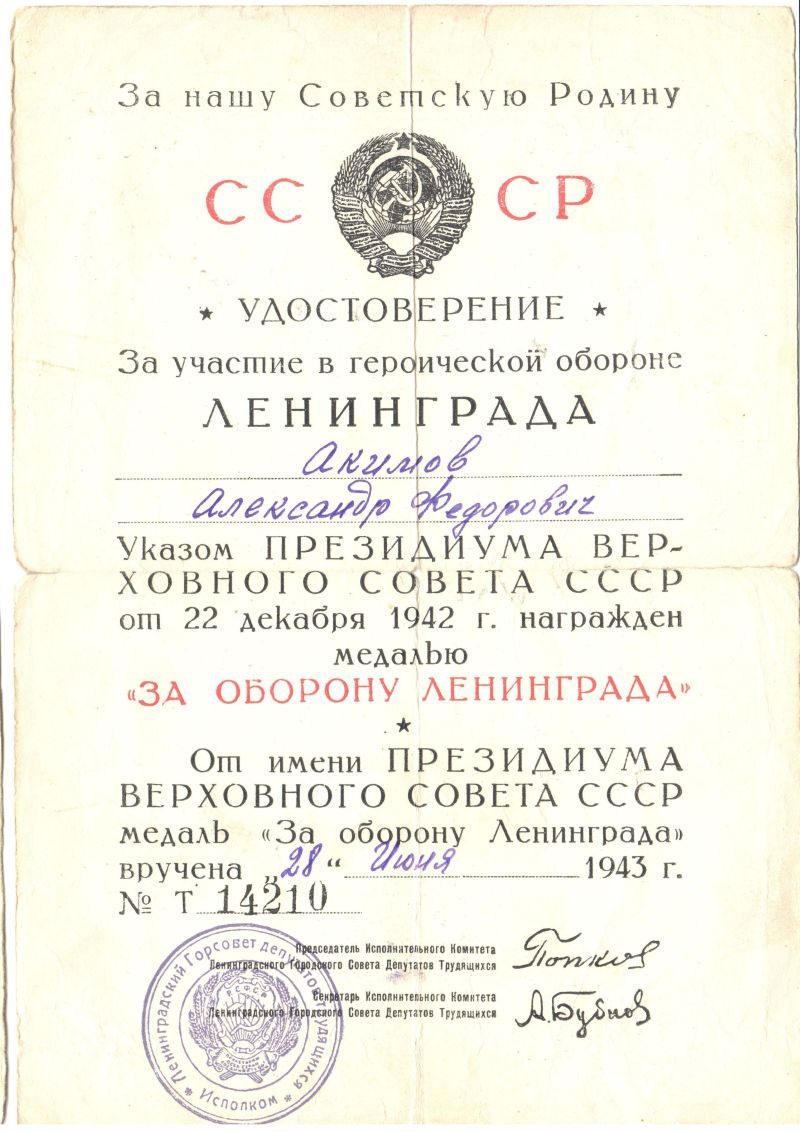 За нашу Советскую Родину
СССР
★ УДОСТОВЕРЕНИЕ ★
За участие в героической обороне
ЛЕНИНГРАДА
Акимов
Александр Федорович
Указом ПРЕЗИДИУМА ВЕР-
ХОВНОГО СОВЕТА СССР
от 22 декабря 1942 г. награжден
медалью
«ЗА ОБОРОНУ ЛЕНИНГРАДА»
★
От имени ПРЕЗИДИУМА
ВЕРХОВНОГО СОВЕТА СССР
медаль «За оборону Ленинграда»
вручена „28“ Июня 1943 г.
№ Т 14210
Председатель Исполнительного Комитета
Ленинградского Городского Совета Депутатов Трудящихся
Попков
Секретарь Исполнительного Комитета
Ленинградского Городского Совета Депутатов Трудящихся
А.Бубнов
Ленинградский Горсовет депутатов трудящихся
★ Исполком ★
РСФСР